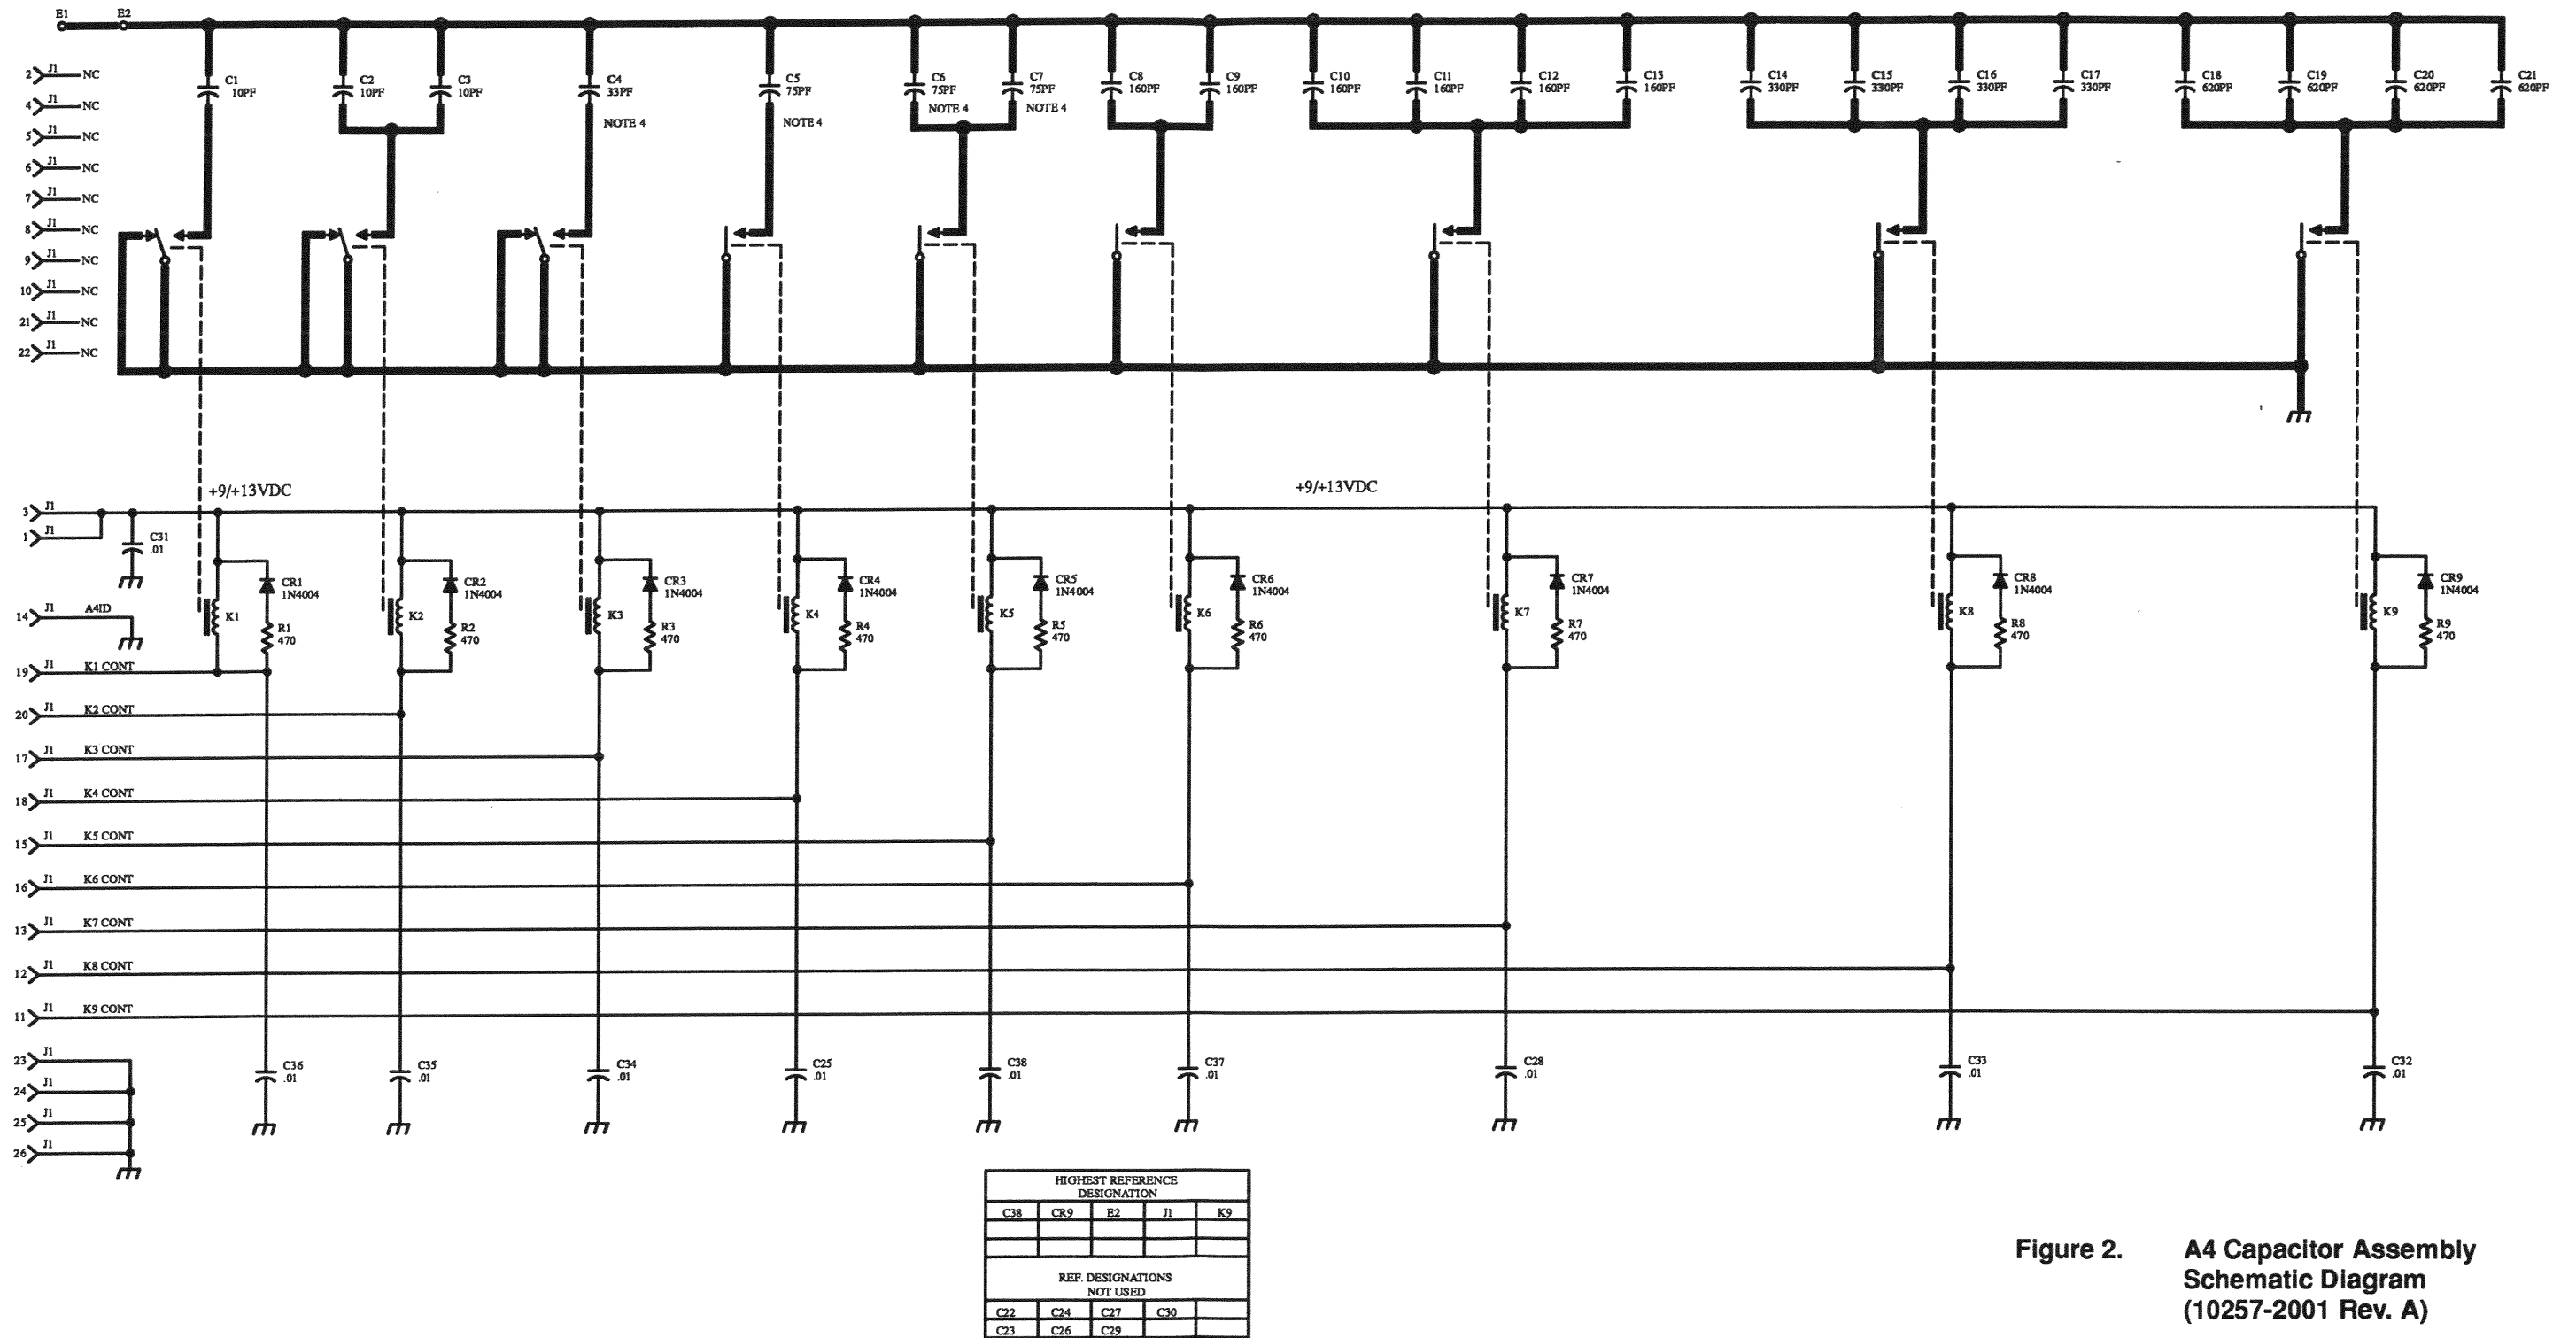 E1 E2
2 J1 NC
4 J1 NC
5 J1 NC
6 J1 NC
7 J1 NC
8 J1 NC
9 J1 NC
10 J1 NC
21 J1 NC
22 J1 NC
C1
10PF
C2
10PF
C3
10PF
C4
33PF
NOTE 4
C5
75PF
NOTE 4
C6
75PF
NOTE 4
C7
75PF
NOTE 4
C8
160PF
C9
160PF
C10
160PF
C11
160PF
C12
160PF
C13
160PF
C14
330PF
C15
330PF
C16
330PF
C17
330PF
C18
620PF
C19
620PF
C20
620PF
C21
620PF
+9/+13VDC
+9/+13VDC
3 J1
1 J1
C31
.01
14 J1 A4ID
K1
CR1
1N4004
R1
470
K2
CR2
1N4004
R2
470
K3
CR3
1N4004
R3
470
K4
CR4
1N4004
R4
470
K5
CR5
1N4004
R5
470
K6
CR6
1N4004
R6
470
K7
CR7
1N4004
R7
470
K8
CR8
1N4004
R8
470
K9
CR9
1N4004
R9
470
19 J1 K1 CONT
20 J1 K2 CONT
17 J1 K3 CONT
18 J1 K4 CONT
15 J1 K5 CONT
16 J1 K6 CONT
13 J1 K7 CONT
12 J1 K8 CONT
11 J1 K9 CONT
23 J1
24 J1
25 J1
26 J1
C36
.01
C35
.01
C34
.01
C25
.01
C38
.01
C37
.01
C28
.01
C33
.01
C32
.01
HIGHEST REFERENCE
DESIGNATION
C38 CR9 E2 J1 K9
REF. DESIGNATIONS
NOT USED
C22 C24 C27 C30
C23 C26 C29
Figure 2. A4 Capacitor Assembly
Schematic Diagram
(10257-2001 Rev. A)